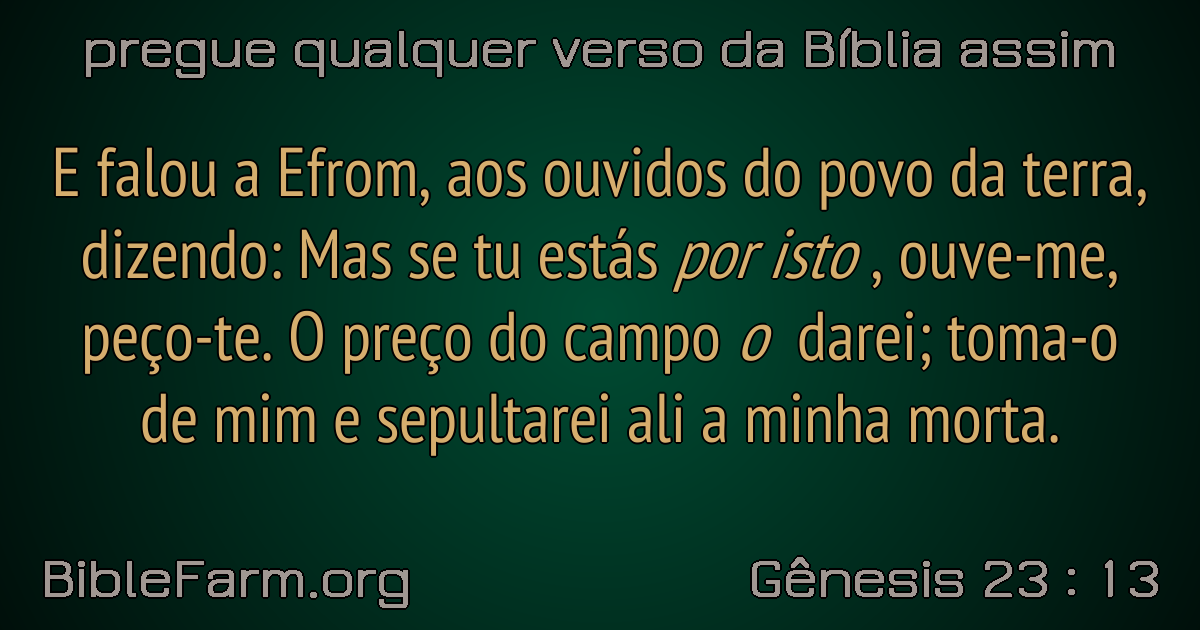 pregue qualquer verso da Bíblia assim
E falou a Efrom, aos ouvidos do povo da terra,
dizendo: Mas se tu estás por isto , ouve-me,
peço-te. O preço do campo o darei; toma-o
de mim e sepultarei ali a minha morta.
BibleFarm.org
Gênesis 23 : 13